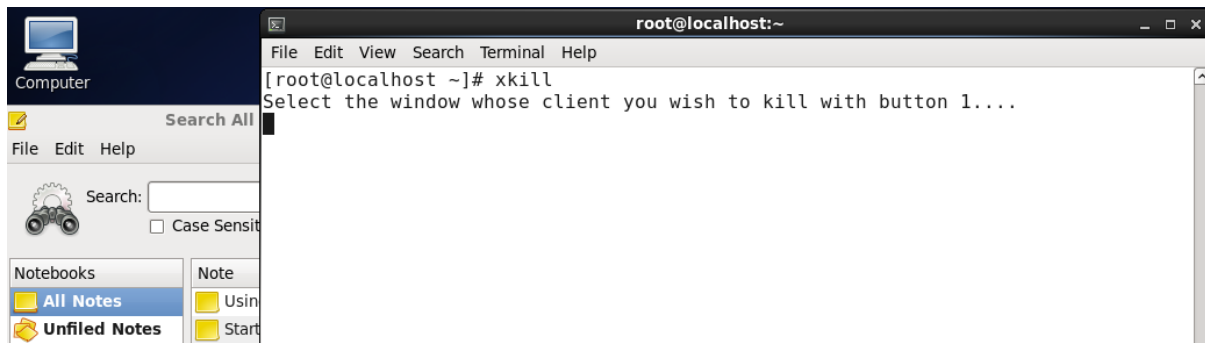 Computer
Search All
File Edit Help
Search:
Case Sensit
Notebooks
Note
All Notes
Usin
Unfiled Notes
Start
root@localhost:~
File Edit View Search Terminal Help
[root@localhost ~]# xkill
Select the window whose client you wish to kill with button 1....